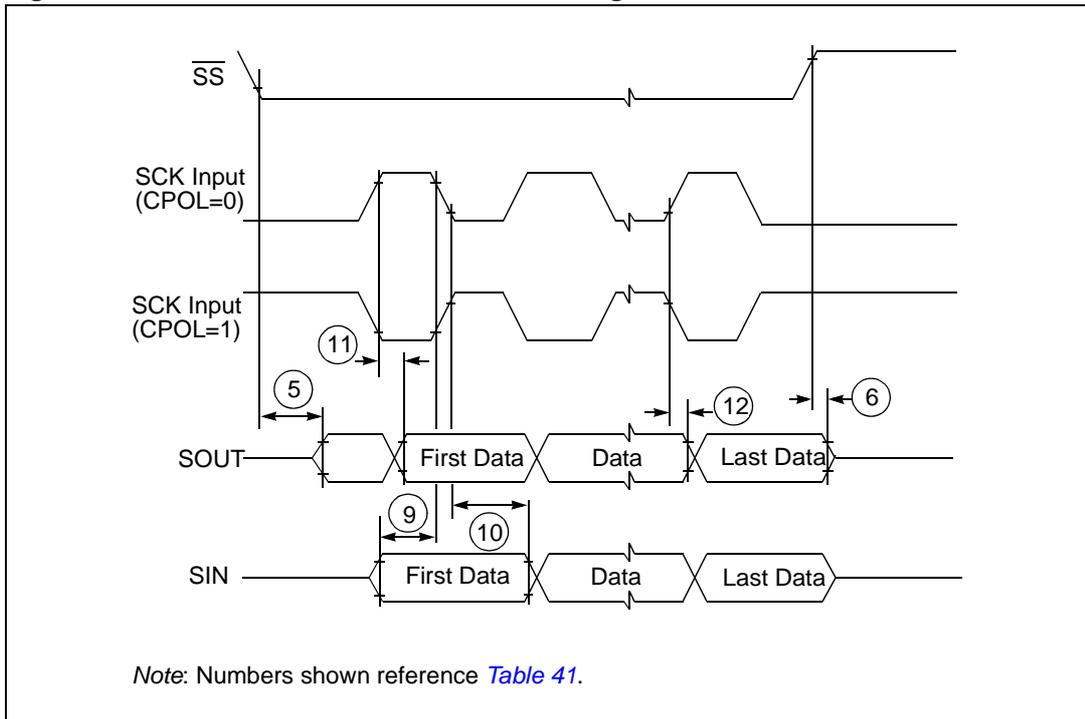 SS
SCK Input
(CPOL=0)
SCK Input
(CPOL=1)
11
5
12
6
SOUT
First Data
Data
Last Data
9
10
SIN
First Data
Data
Last Data
Note: Numbers shown reference Table 41.